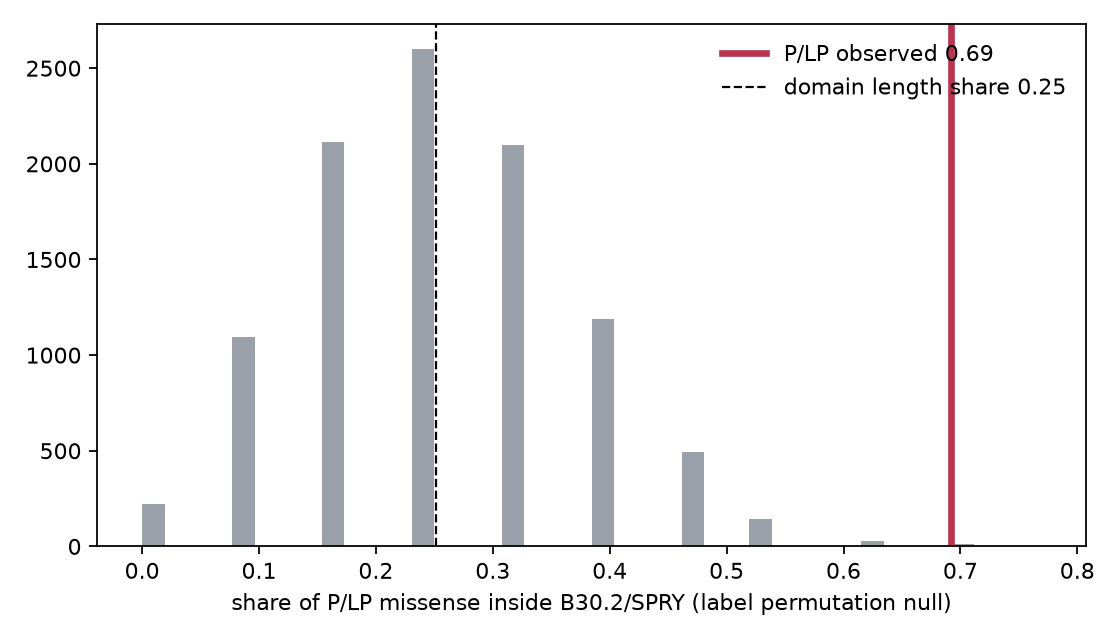 P/LP observed 0.69
domain length share 0.25
2500
2000
1500
1000
500
0
0.0 0.1 0.2 0.3 0.4 0.5 0.6 0.7 0.8
share of P/LP missense inside B30.2/SPRY (label permutation null)